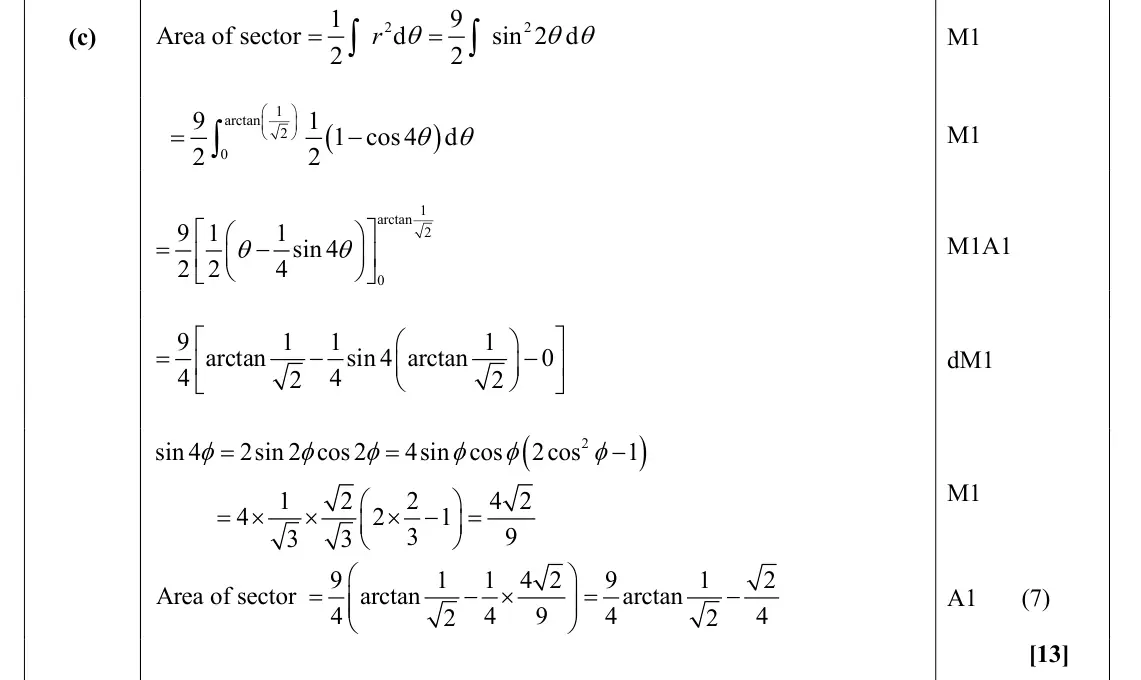 (c) Area of sector = 1/2 ∫ r² dθ = 9/2 ∫ sin² 2θ dθ M1
= 9/2 ∫₀^arctan(1/√2) 1/2 (1 − cos 4θ) dθ M1
= 9/2 [1/2 (θ − 1/4 sin 4θ)]₀^arctan 1/√2 M1A1
= 9/4 [arctan 1/√2 − 1/4 sin 4(arctan 1/√2) − 0] dM1
sin 4ϕ = 2 sin 2ϕ cos 2ϕ = 4 sin ϕ cos ϕ (2 cos² ϕ − 1)
= 4 × 1/√3 × √2/√3 (2 × 2/3 − 1) = 4√2/9 M1
Area of sector = 9/4 (arctan 1/√2 − 1/4 × 4√2/9) = 9/4 arctan 1/√2 − √2/4 A1 (7)
[13]